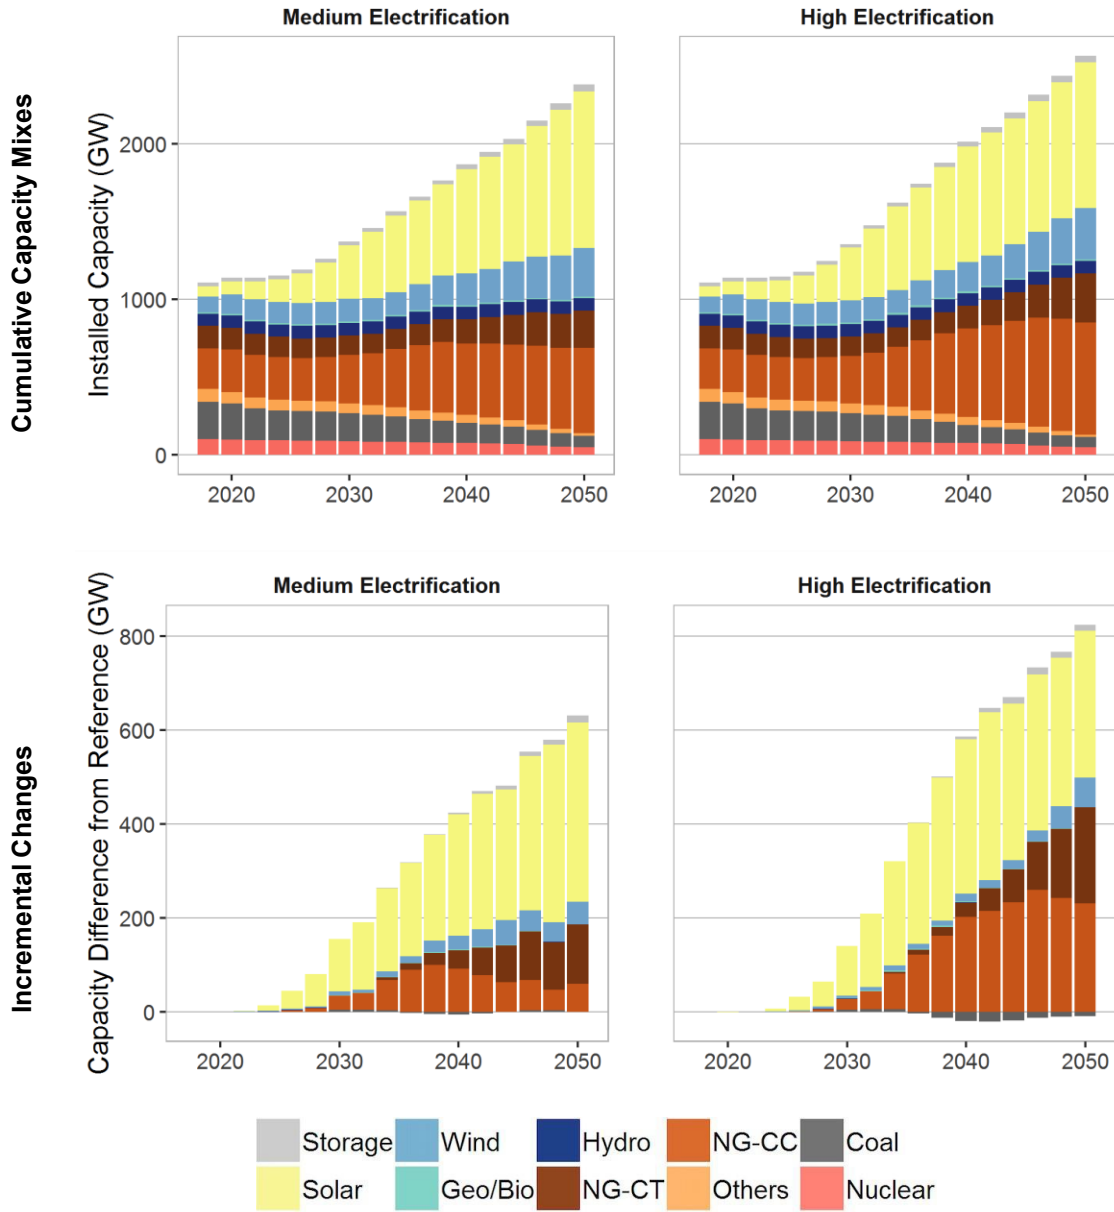 Medium Electrification
High Electrification
Cumulative Capacity Mixes
Installed Capacity (GW)
2000
1000
0
2020 2030 2040 2050
2020 2030 2040 2050
Medium Electrification
High Electrification
Incremental Changes
Capacity Difference from Reference (GW)
800
600
400
200
0
2020 2030 2040 2050
2020 2030 2040 2050
Storage Wind Hydro NG-CC Coal
Solar Geo/Bio NG-CT Others Nuclear